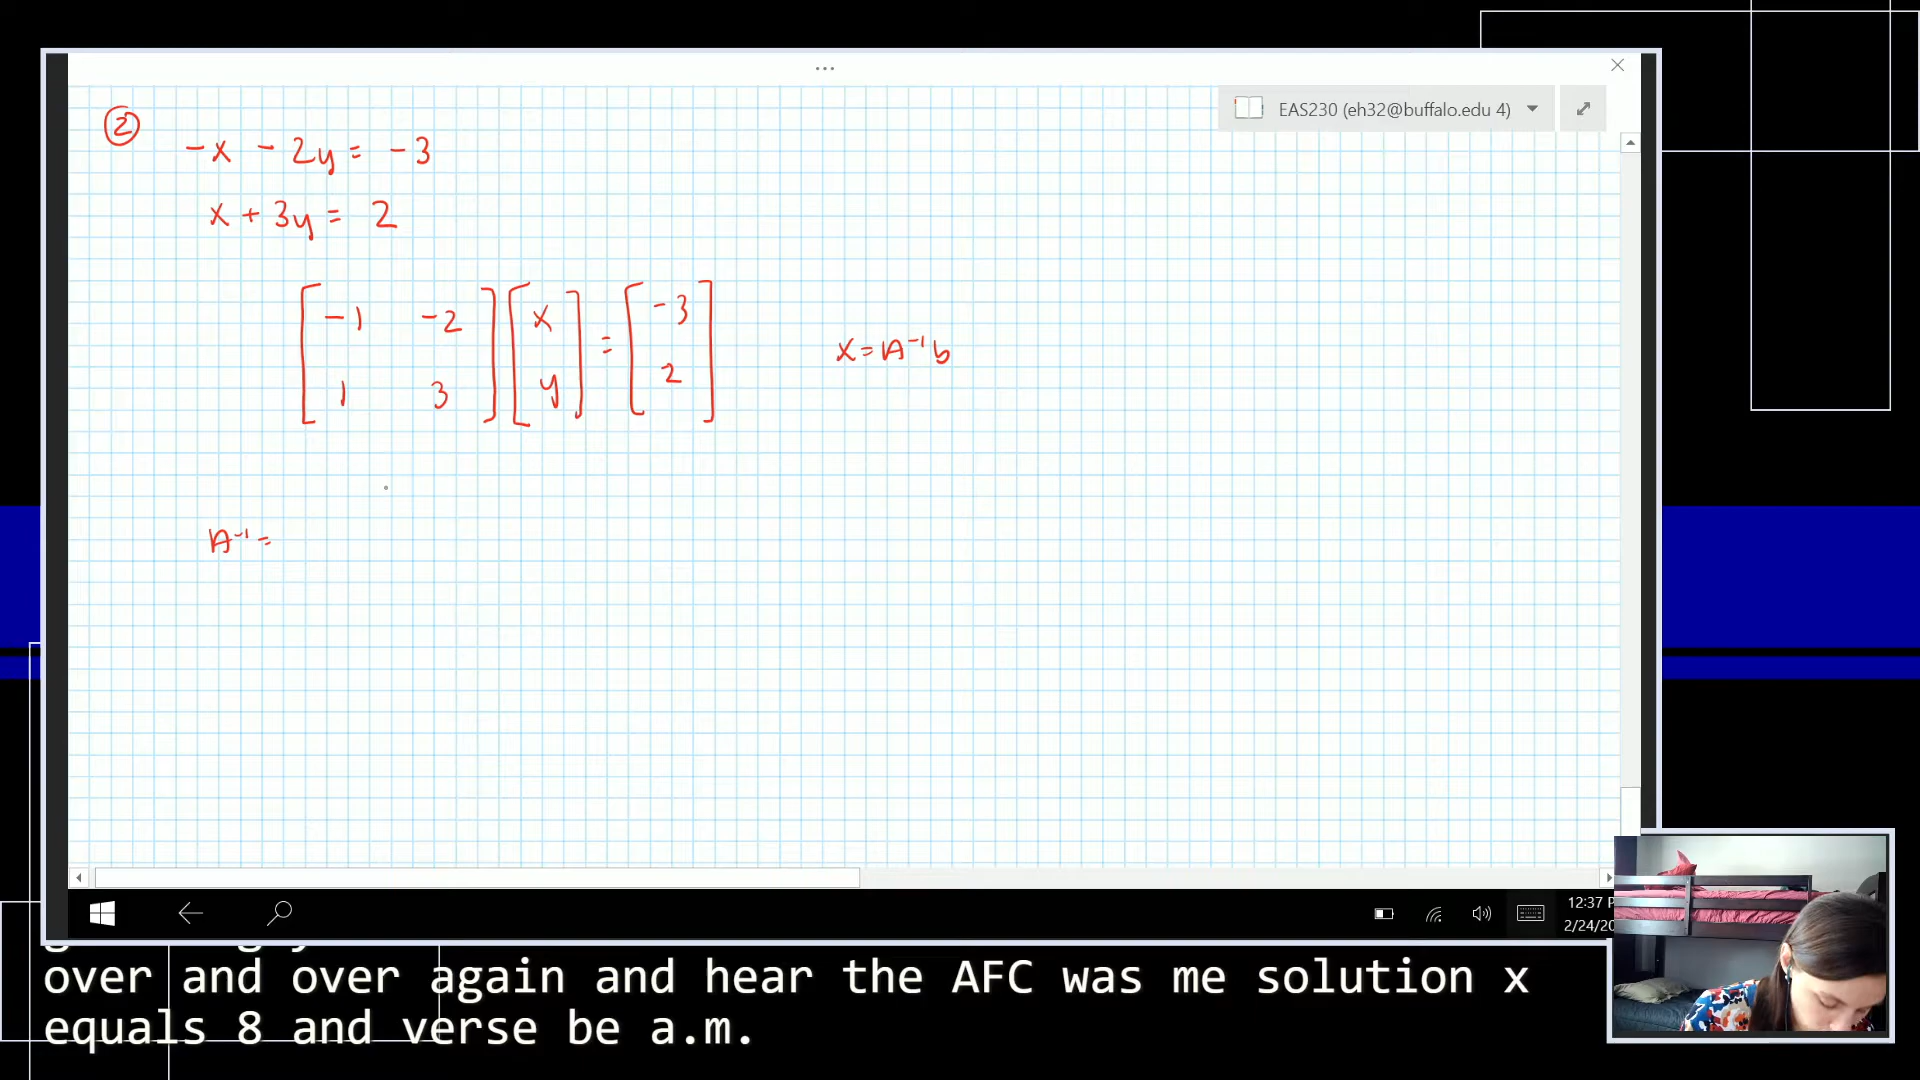 ...
EAS230 (eh32@buffalo.edu 4)
②
-x - 2y = -3
x + 3y = 2
[-1 -2] [x] = [-3]
[1 3] [y] [2]
x = A⁻¹b
A⁻¹ =
12:37 P
2/24/20
over and over again and hear the AFC was me solution x
equals 8 and verse be a.m.